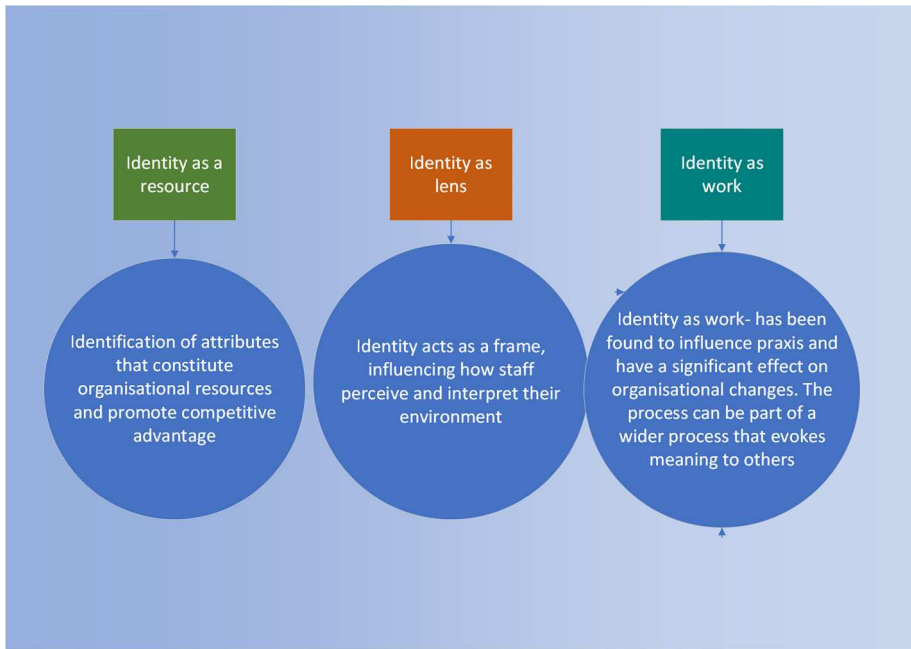 Identity as a
resource
Identity as
lens
Identity as
work
Identification of attributes
that constitute
organisational resources
and promote competitive
advantage
Identity acts as a frame,
influencing how staff
perceive and interpret their
environment
Identity as work- has been
found to influence praxis and
have a significant effect on
organisational changes. The
process can be part of a
wider process that evokes
meaning to others